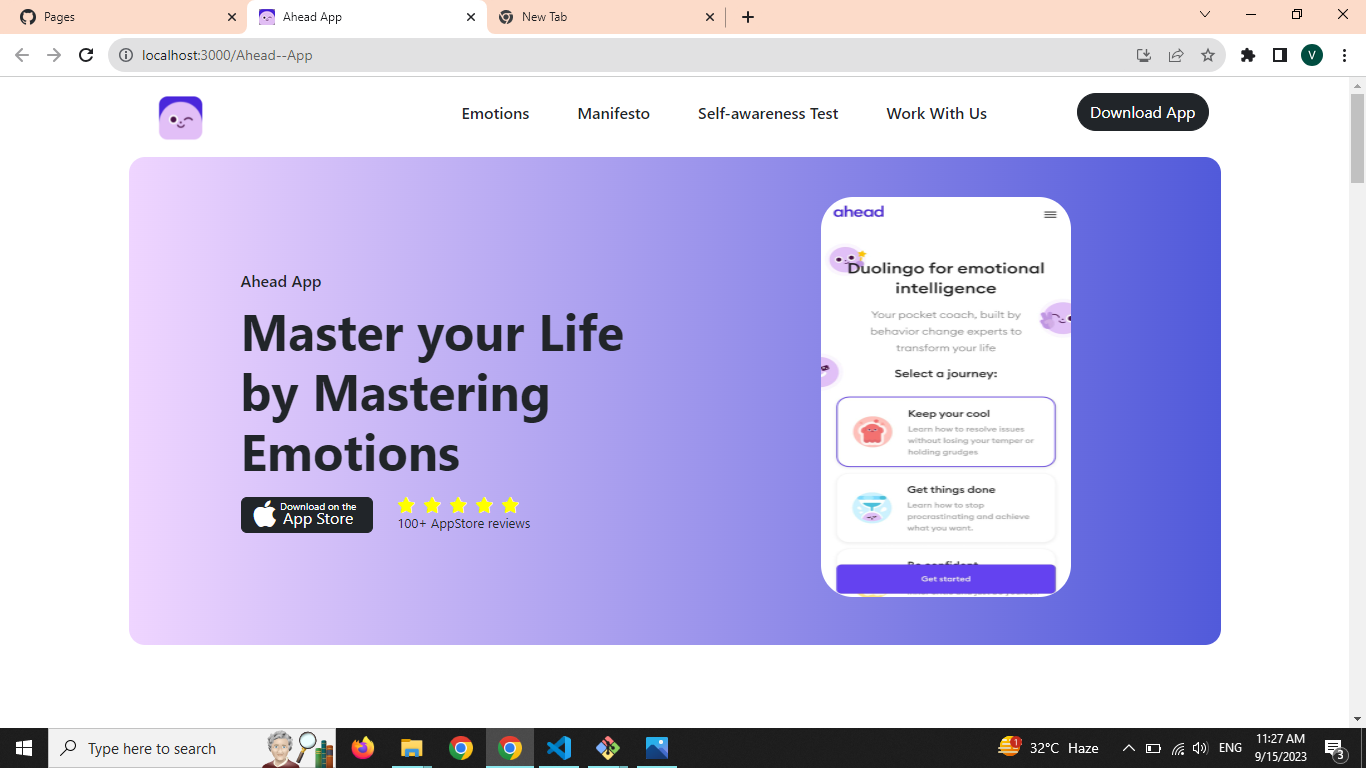 Pages
Ahead App
New Tab
localhost:3000/Ahead--App
V
Emotions
Manifesto
Self-awareness Test
Work With Us
Download App
Ahead App
Master your Life
by Mastering
Emotions
Download on the
App Store
100+ AppStore reviews
ahead
Duolingo for emotional
intelligence
Your pocket coach, built by
behavior change experts to
transform your life
Select a journey:
Keep your cool
Learn how to resolve issues
without losing your temper or
holding grudges
Get things done
Learn how to stop
procrastinating and achieve
what you want.
Be confident
Get started
Type here to search
1
32°C Haze
ENG
11:27 AM
9/15/2023
3